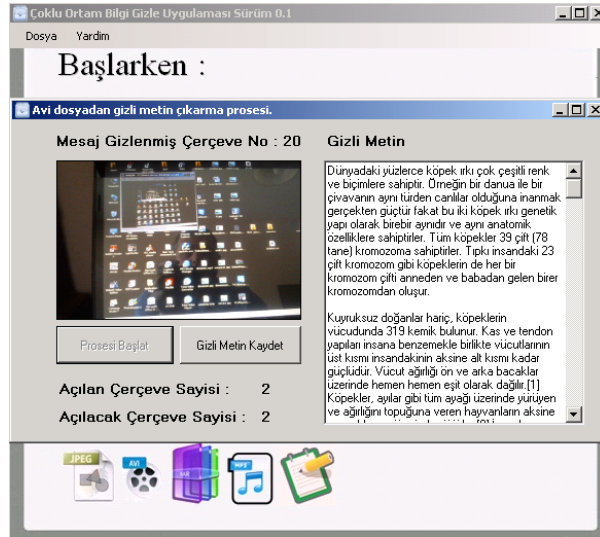 Çoklu Ortam Bilgi Gizle Uygulaması Sürüm 0.1
Dosya Yardim
Başlarken :
Avi dosyadan gizli metin çıkarma prosesi.
Mesaj Gizlenmiş Çerçeve No : 20
Gizli Metin
Dünyadaki yüzlerce köpek ırkı çok çeşitli renk
ve biçimlere sahiptir. Örneğin bir danua ile bir
çivavanın aynı türden canlılar olduğuna inanmak
gerçekten güçtür fakat bu iki köpek ırkı genetik
yapı olarak birebir aynıdır ve aynı anatomik
özelliklere sahiptirler. Tüm köpekler 39 çift (78
tane) kromozoma sahiptirler. Tıpkı insandaki 23
çift kromozom gibi köpeklerin de her bir
kromozom çifti anneden ve babadan gelen birer
kromozomdan oluşur.
Kuyruksuz doğanlar hariç, köpeklerin
vücudunda 319 kemik bulunur. Kas ve tendon
yapıları insana benzemekle birlikte vücutlarının
üst kısmı insandakinin aksine alt kısmı kadar
güçlüdür. Vücut ağırlığı ön ve arka bacaklar
üzerinde hemen hemen eşit olarak dağılır.[1]
Köpekler, ayılar gibi tüm ayağı üzerinde yürüyen
ve ağırlığını topuğuna veren hayvanların aksine
Prosesi Başlat
Gizli Metin Kaydet
Açılan Çerçeve Sayisi : 2
Açılacak Çerçeve Sayisi : 2
JPEG
AVI
RAR
MP3